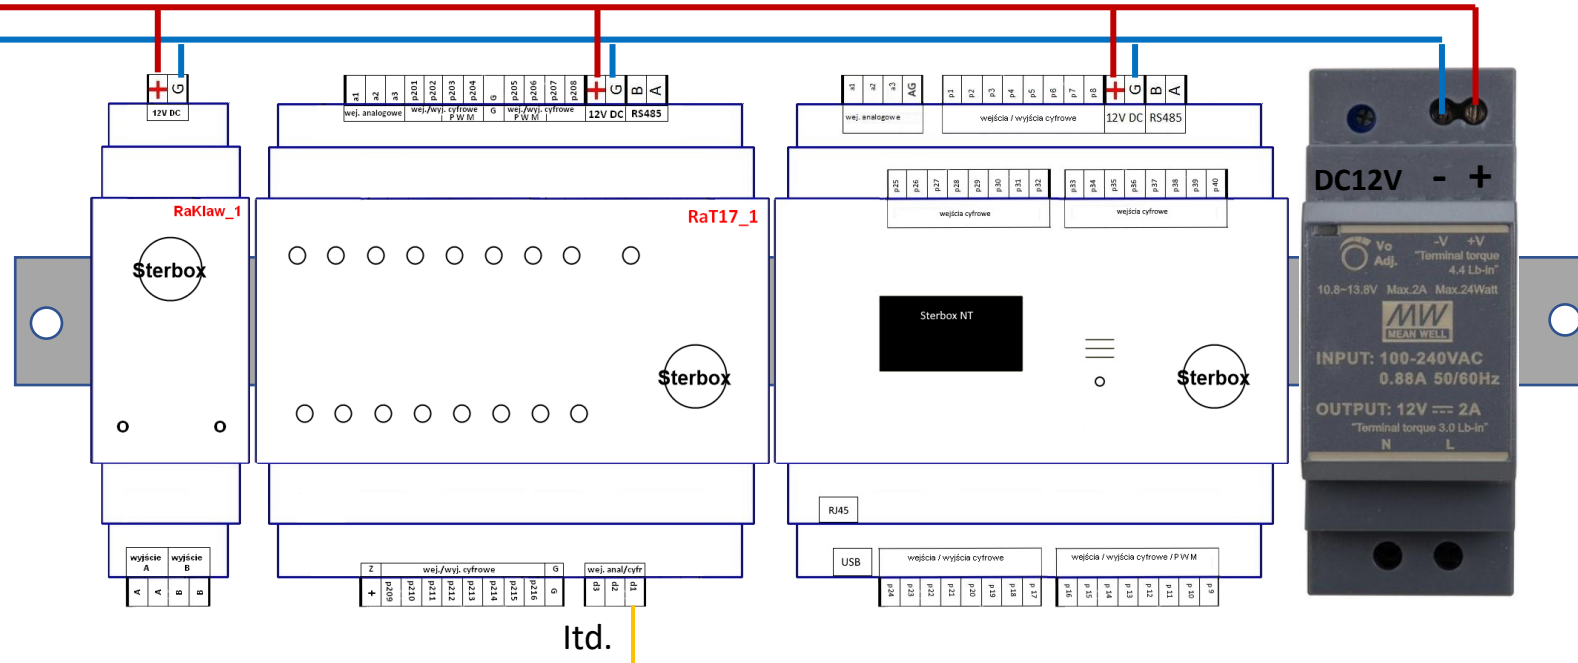 + G
12V DC
RaKlaw_1
Sterbox
wyjście A wyjście B
A A B B
a1 a2 a3 p201 p202 p203 p204 G p205 p206 p207 p208 + G B A
wej. analogowe wej./wyj. cyfrowe PWM G wej./wyj. cyfrowe PWM 12V DC RS485
RaT17_1
Sterbox
Z wej./wyj. cyfrowe G
+ p209 p210 p211 p212 p213 p214 p215 p216 G
wej. anal/cyfr
d3 d2 d1
Itd.
a1 a2 a3 AG p1 p2 p3 p4 p5 p6 p7 p8 + G B A
wej. analogowe wejścia / wyjścia cyfrowe 12V DC RS485
p25 p26 p27 p28 p29 p30 p31 p32 p33 p34 p35 p36 p37 p38 p39 p40
wejścia cyfrowe wejścia cyfrowe
Sterbox NT
Sterbox
RJ45
USB wejścia / wyjścia cyfrowe wejścia / wyjścia cyfrowe / PWM
p24 p23 p22 p21 p20 p19 p18 p17 p16 p15 p14 p13 p12 p11 p10 p9
DC12V - +
Vo Adj. -V +V
"Terminal torque
4.4 Lb-in"
10.8~13.8V Max.2A Max.24Watt
MW
MEAN WELL
INPUT: 100-240VAC
0.88A 50/60Hz
OUTPUT: 12V ⎓ 2A
"Terminal torque 3.0 Lb-in"
N L